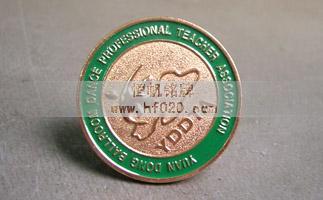 YUAN DONG BALLROOM DANCE PROFESSIONAL TEACHER ASSOCIATION
YDD
www.hf020.com